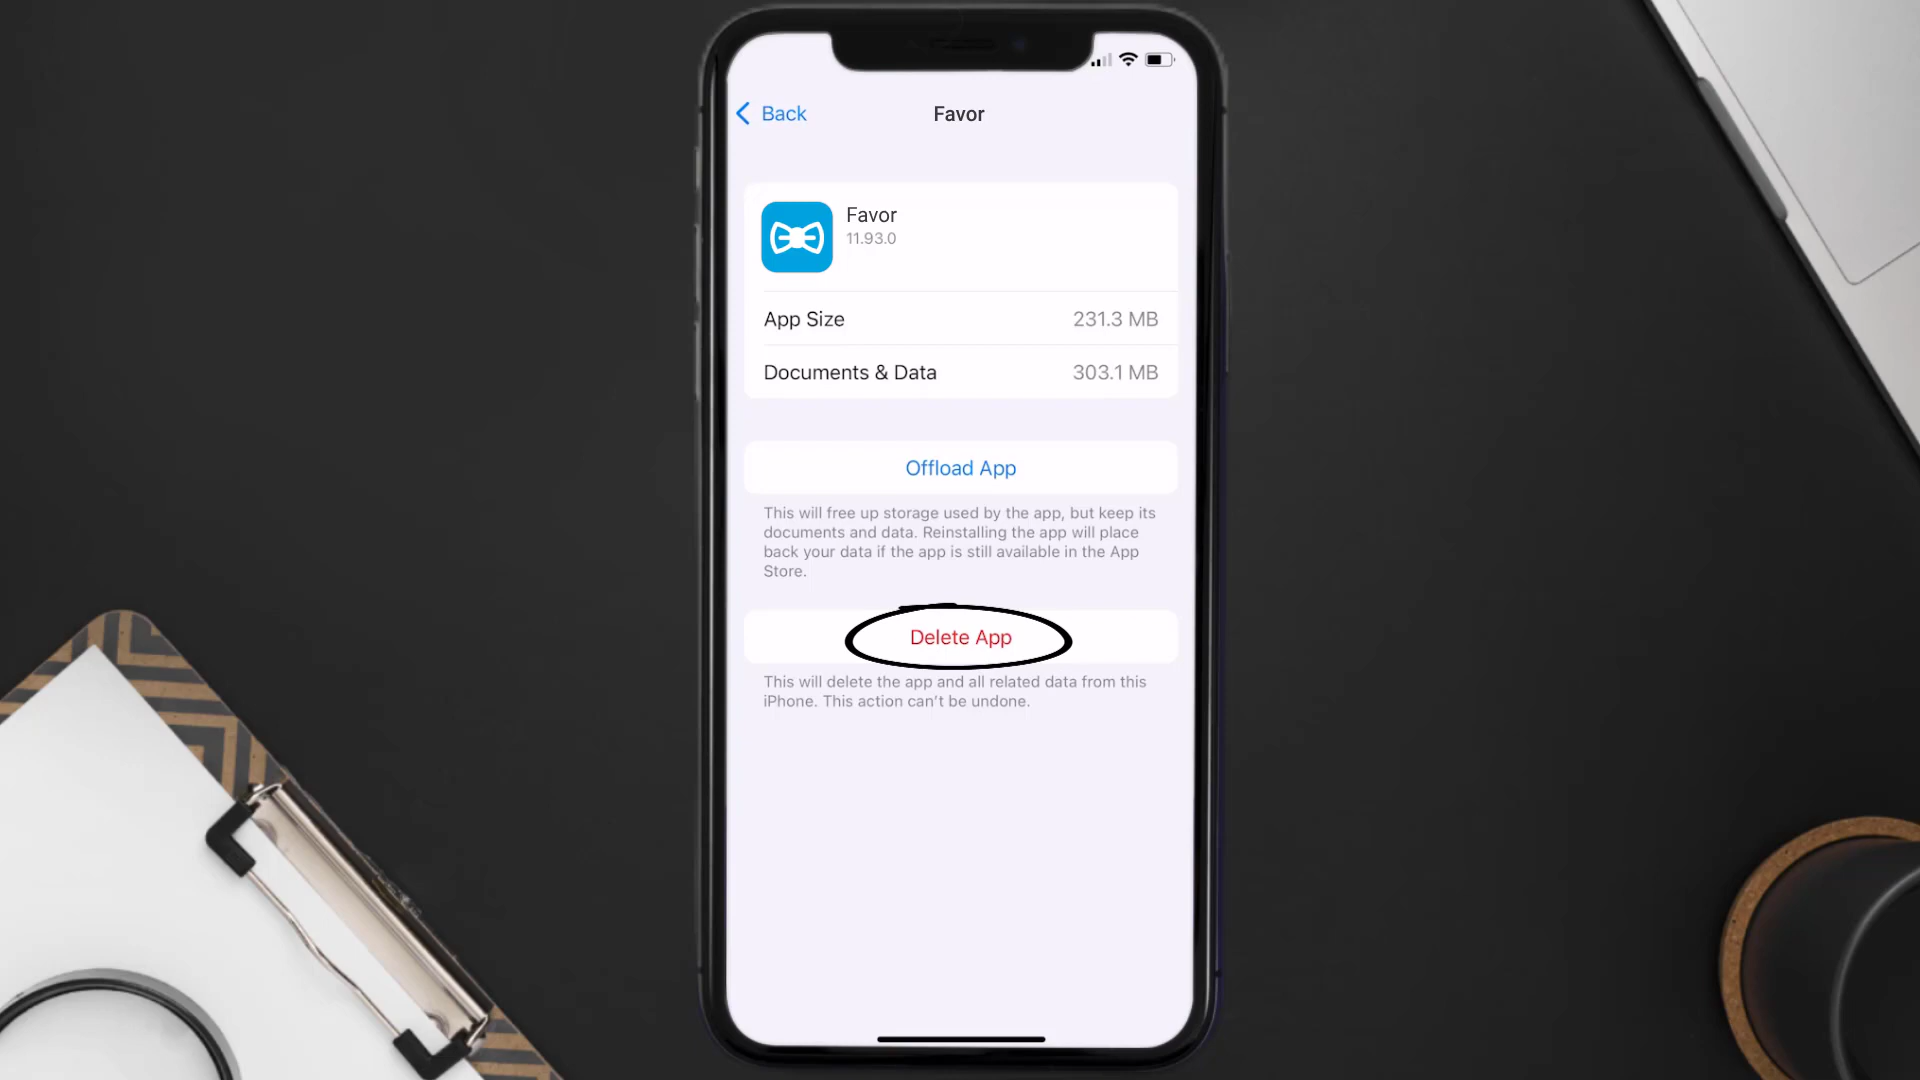 Back
Favor
Favor
11.93.0
App Size
231.3 MB
Documents & Data
303.1 MB
Offload App
This will free up storage used by the app, but keep its
documents and data. Reinstalling the app will place
back your data if the app is still available in the App
Store.
Delete App
This will delete the app and all related data from this
iPhone. This action can’t be undone.